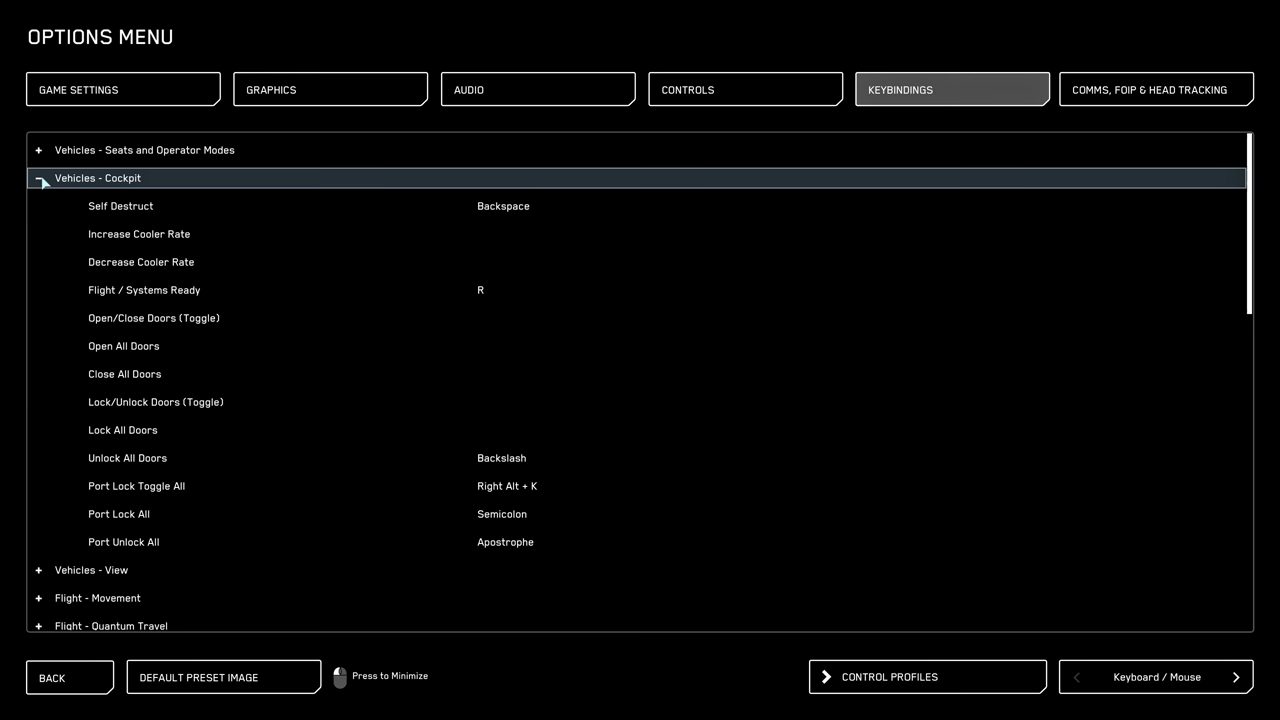 OPTIONS MENU
GAME SETTINGS
GRAPHICS
AUDIO
CONTROLS
KEYBINDINGS
COMMS, FOIP & HEAD TRACKING
+ Vehicles - Seats and Operator Modes
- Vehicles - Cockpit
Self Destruct Backspace
Increase Cooler Rate
Decrease Cooler Rate
Flight / Systems Ready R
Open/Close Doors (Toggle)
Open All Doors
Close All Doors
Lock/Unlock Doors (Toggle)
Lock All Doors
Unlock All Doors Backslash
Port Lock Toggle All Right Alt + K
Port Lock All Semicolon
Port Unlock All Apostrophe
+ Vehicles - View
+ Flight - Movement
+ Flight - Quantum Travel
BACK
DEFAULT PRESET IMAGE
Press to Minimize
CONTROL PROFILES
Keyboard / Mouse